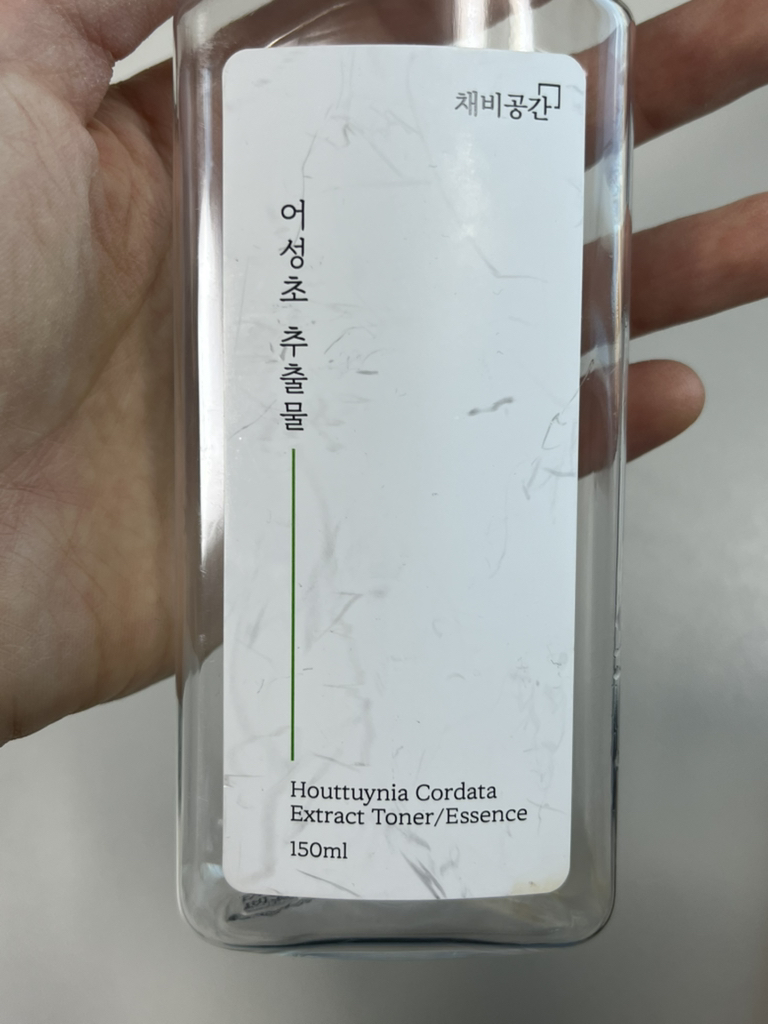 채비공간
어성초 추출물
Houttuynia Cordata
Extract Toner/Essence
150ml